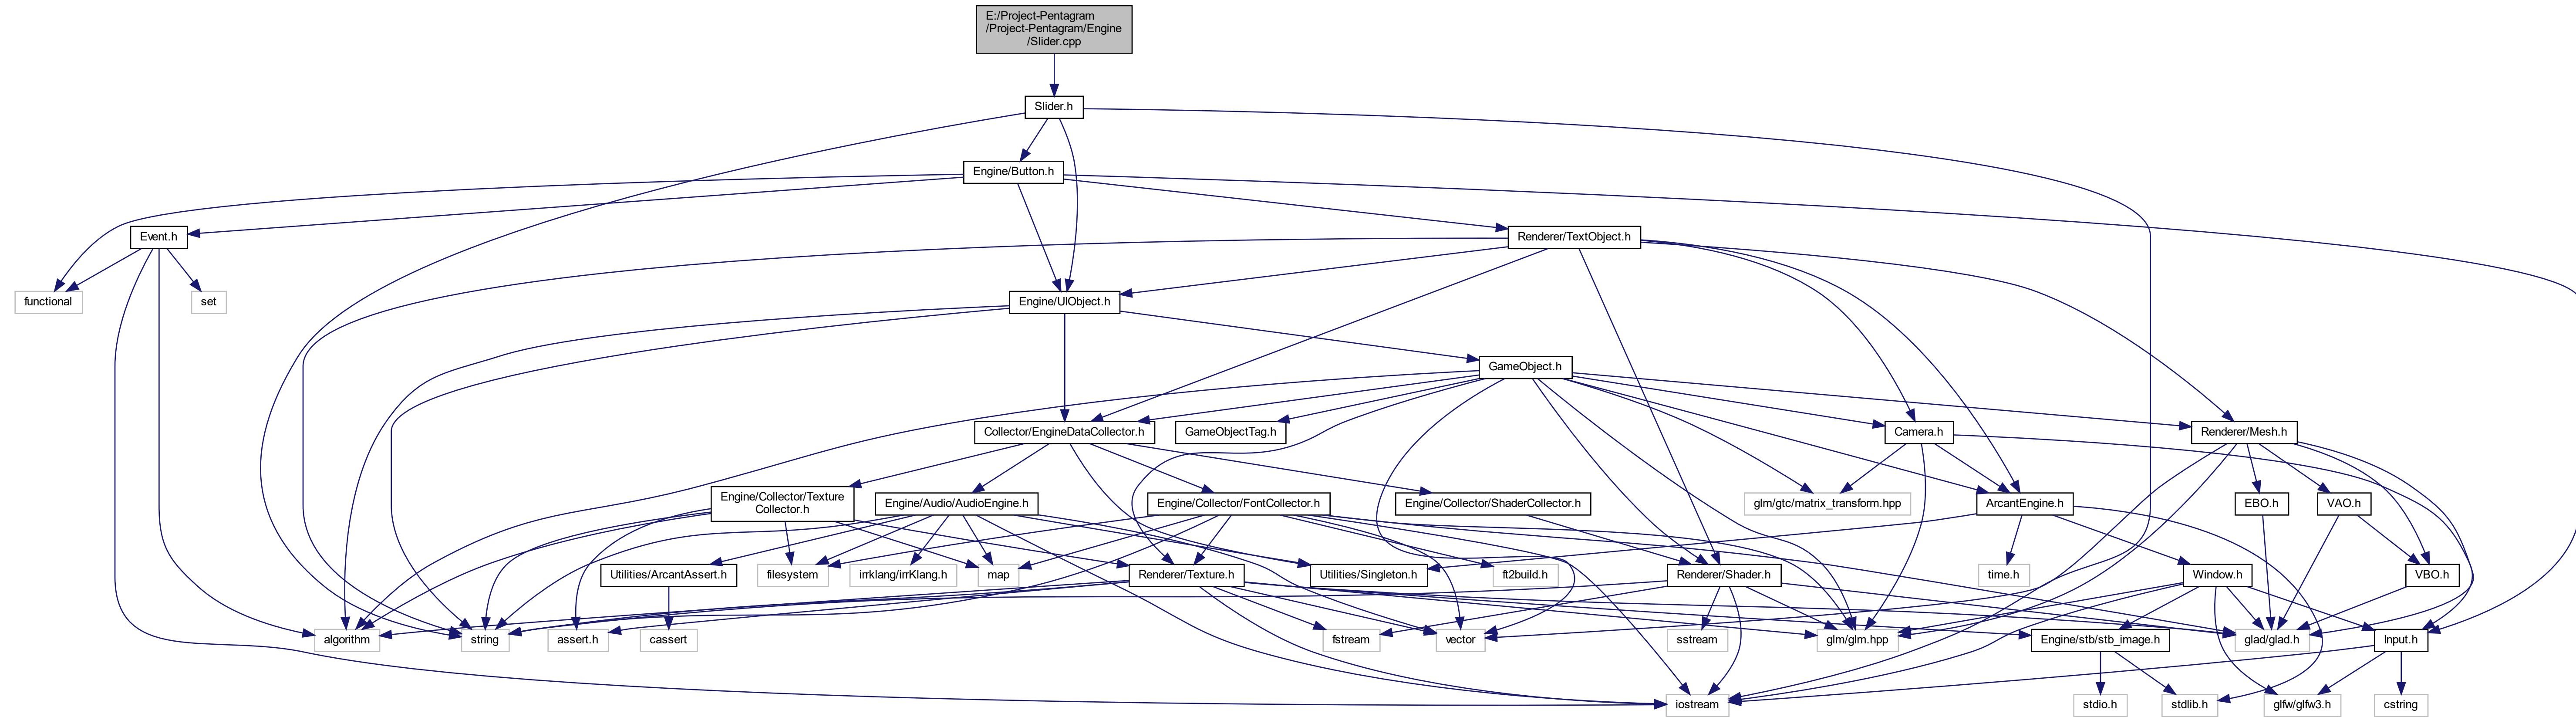 E:/Project-Pentagram
/Project-Pentagram/Engine
/Slider.cpp
Slider.h
Engine/Button.h
Event.h
Renderer/TextObject.h
functional
set
Engine/UIObject.h
GameObject.h
Collector/EngineDataCollector.h
GameObjectTag.h
Camera.h
Renderer/Mesh.h
Engine/Collector/Texture
Collector.h
Engine/Audio/AudioEngine.h
Engine/Collector/FontCollector.h
Engine/Collector/ShaderCollector.h
glm/gtc/matrix_transform.hpp
ArcantEngine.h
EBO.h
VAO.h
Utilities/ArcantAssert.h
filesystem
irrklang/irrKlang.h
map
Renderer/Texture.h
Utilities/Singleton.h
ft2build.h
Renderer/Shader.h
time.h
Window.h
VBO.h
algorithm
string
assert.h
cassert
fstream
vector
sstream
glm/glm.hpp
Engine/stb/stb_image.h
glad/glad.h
Input.h
iostream
stdio.h
stdlib.h
glfw/glfw3.h
cstring